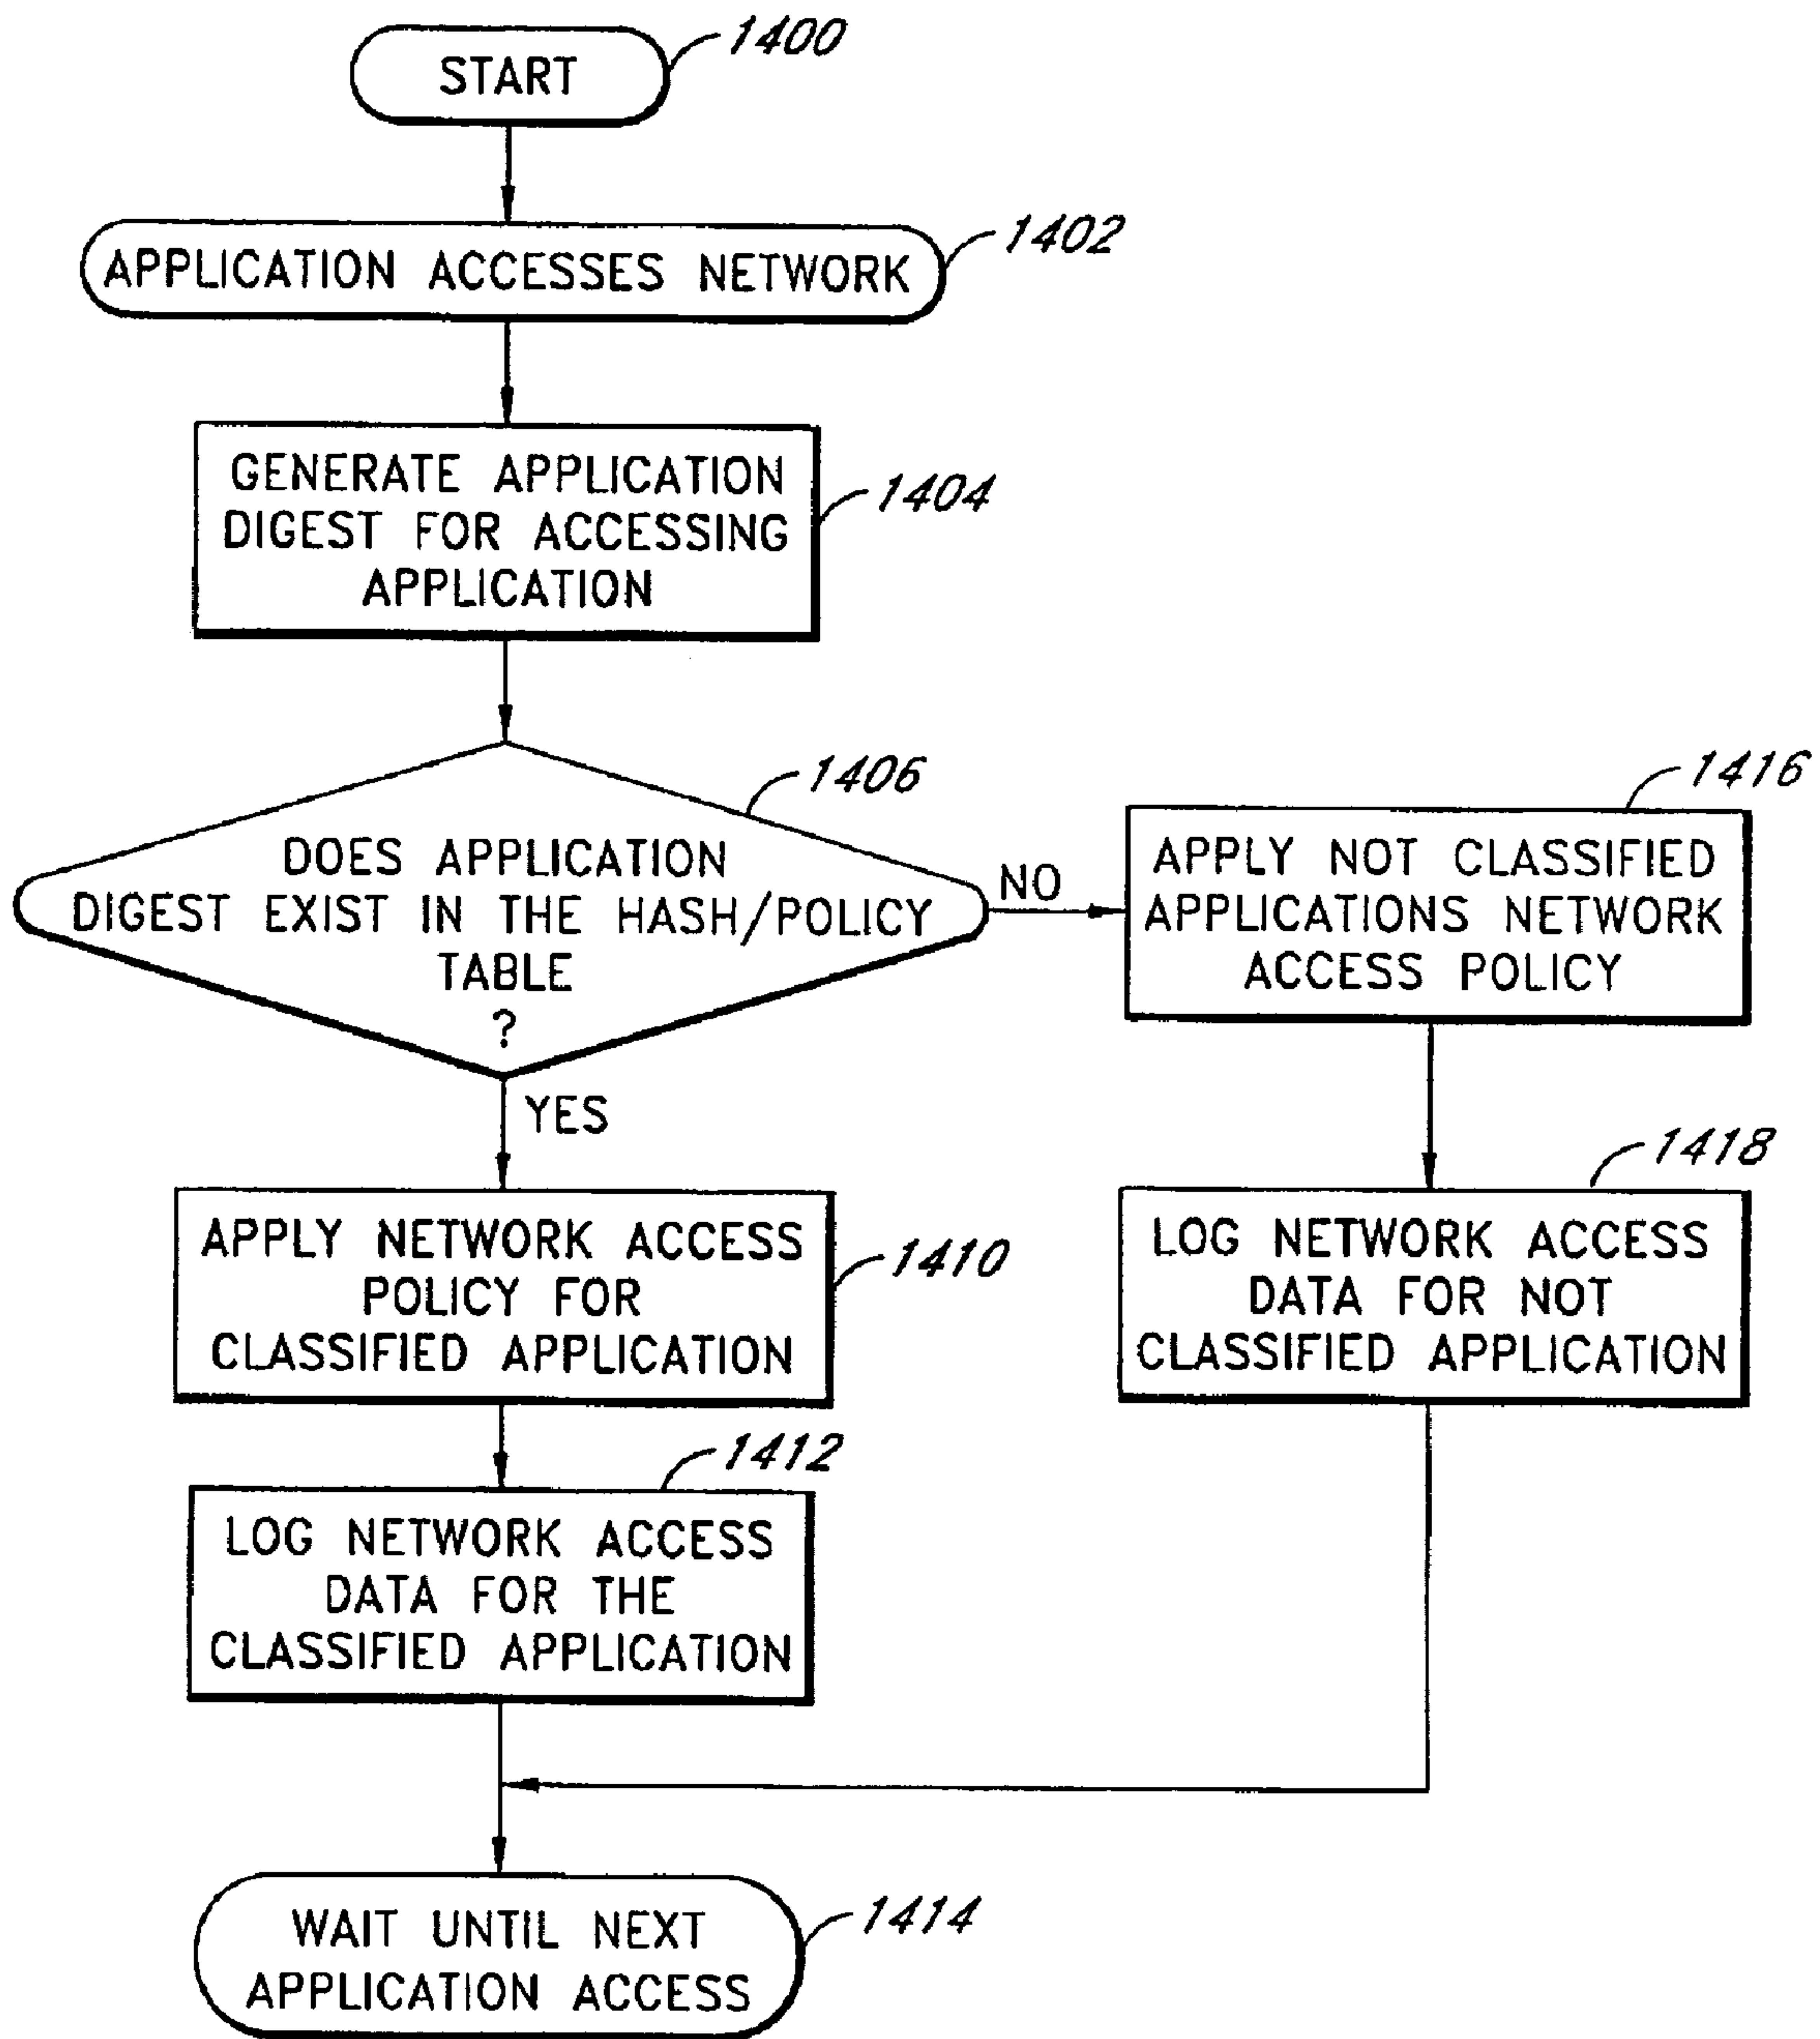 1400
START
1402
APPLICATION ACCESSES NETWORK
GENERATE APPLICATION
DIGEST FOR ACCESSING
APPLICATION
1404
1406
DOES APPLICATION
DIGEST EXIST IN THE HASH/POLICY
TABLE
?
NO
1416
APPLY NOT CLASSIFIED
APPLICATIONS NETWORK
ACCESS POLICY
YES
APPLY NETWORK ACCESS
POLICY FOR
CLASSIFIED APPLICATION
1410
1418
LOG NETWORK ACCESS
DATA FOR NOT
CLASSIFIED APPLICATION
1412
LOG NETWORK ACCESS
DATA FOR THE
CLASSIFIED APPLICATION
WAIT UNTIL NEXT
APPLICATION ACCESS
1414